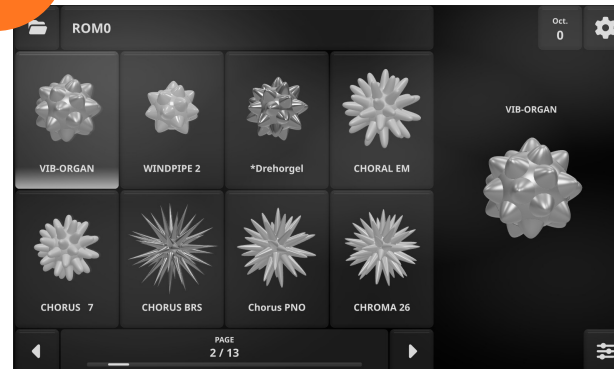 ROM0
Oct.
0
VIB-ORGAN
WINDPIPE 2
*Drehorgel
CHORAL EM
VIB-ORGAN
CHORUS   7
CHORUS BRS
Chorus PNO
CHROMA 26
PAGE
2 / 13